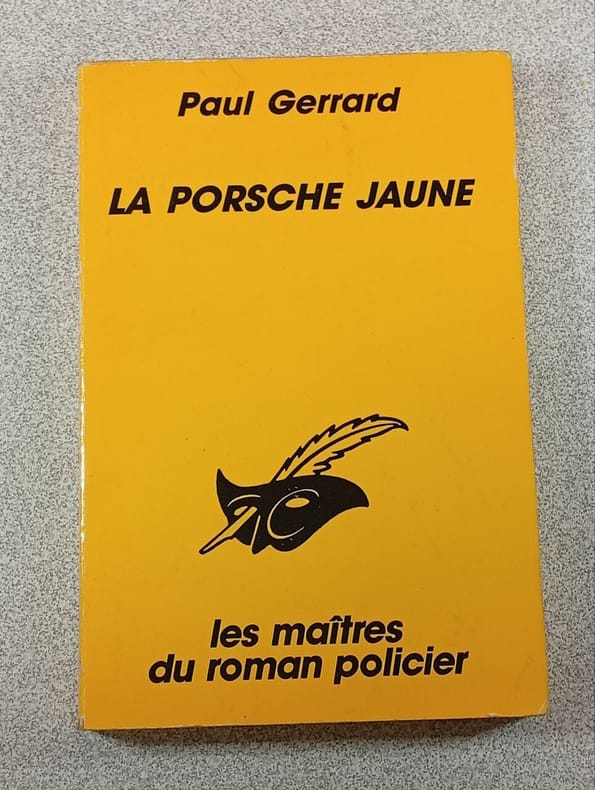 Paul Gerrard
LA PORSCHE JAUNE
les maîtres
du roman policier